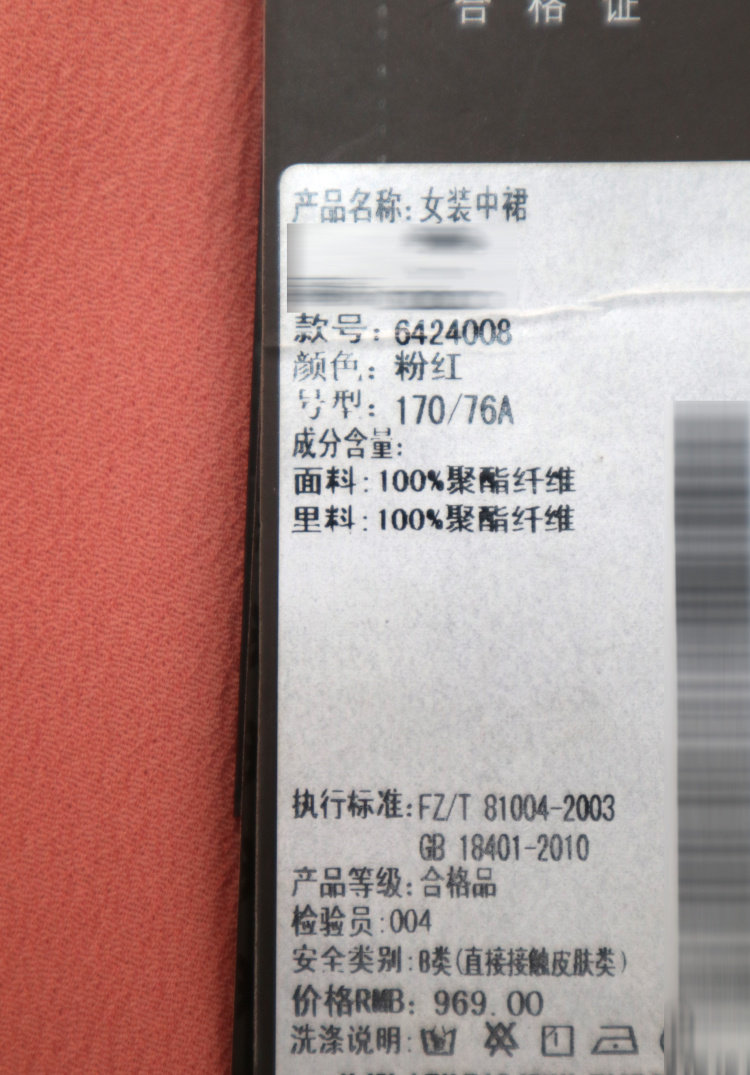 合格证
产品名称:女装中裙
款号:6424008
颜色:粉红
号型:170/76A
成分含量:
面料:100%聚酯纤维
里料:100%聚酯纤维
执行标准:FZ/T 81004-2003
GB 18401-2010
产品等级:合格品
检验员:004
安全类别:B类(直接接触皮肤类)
价格RMB: 969.00
洗涤说明: